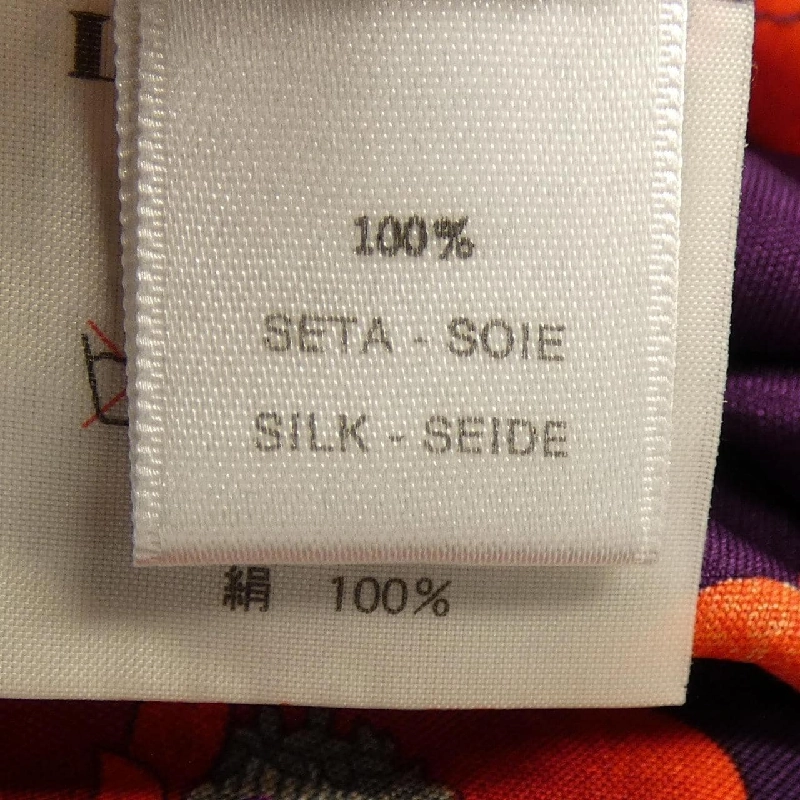 100%
SETA - SOIE
SILK - SEIDE
絹 100%